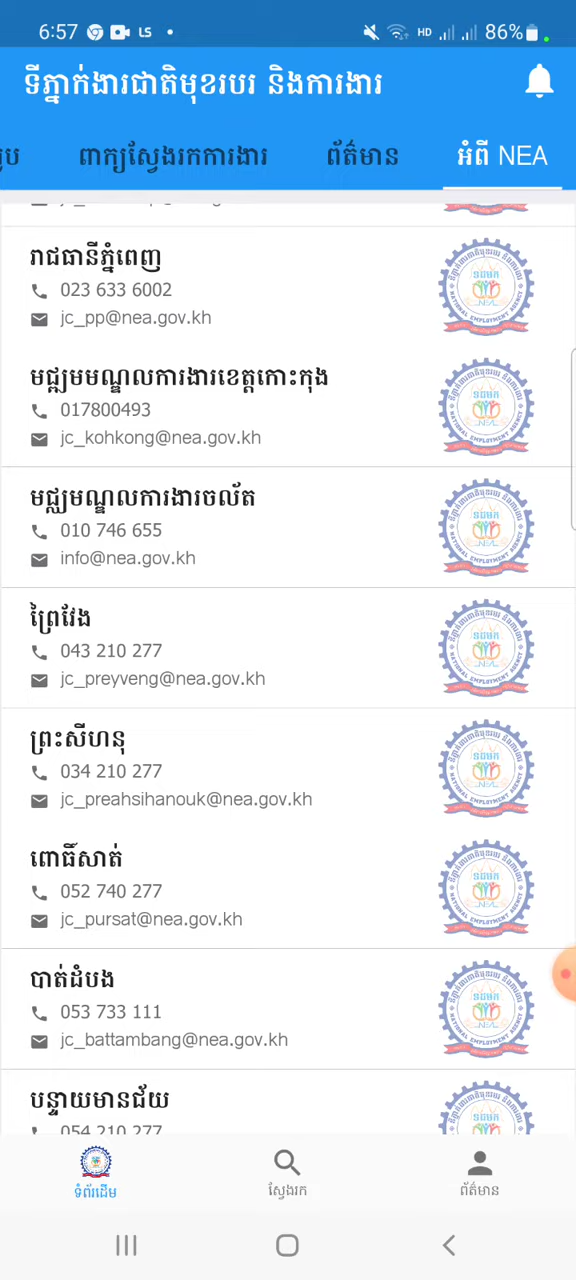 6:57 LS HD 86%
ទីភ្នាក់ងារជាតិមុខរបរ និងការងារ
ពាក្យស្វែងរកការងារ ព័ត៌មាន អំពី NEA
រាជធានីភ្នំពេញ
023 633 6002
jc_pp@nea.gov.kh
មជ្ឍមមណ្ឌលការងារខេត្តកោះកុង
017800493
jc_kohkong@nea.gov.kh
មជ្ឈមណ្ឌលការងារចល័ត
010 746 655
info@nea.gov.kh
ព្រៃវែង
043 210 277
jc_preyveng@nea.gov.kh
ព្រះសីហនុ
034 210 277
jc_preahsihanouk@nea.gov.kh
ពោធិ៍សាត់
052 740 277
jc_pursat@nea.gov.kh
បាត់ដំបង
053 733 111
jc_battambang@nea.gov.kh
បន្ទាយមានជ័យ
054 210 277
ទំព័រដើម ស្វែងរក ព័ត៌មាន